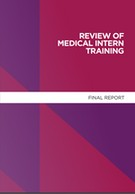 REVIEW OF
MEDICAL INTERN
TRAINING
FINAL REPORT